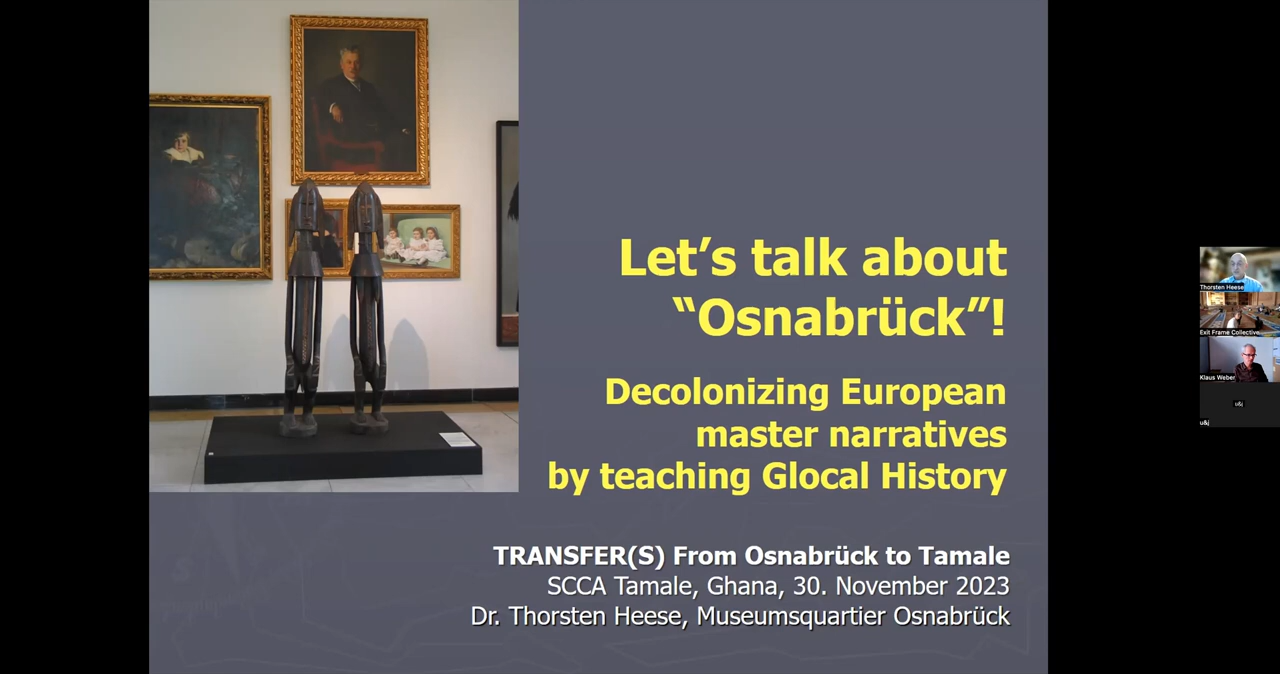 Let’s talk about
“Osnabrück”!
Decolonizing European
master narratives
by teaching Glocal History
TRANSFER(S) From Osnabrück to Tamale
SCCA Tamale, Ghana, 30. November 2023
Dr. Thorsten Heese, Museumsquartier Osnabrück
Thorsten Heese
Exit Frame Collective
Klaus Weber
u&j
u&j